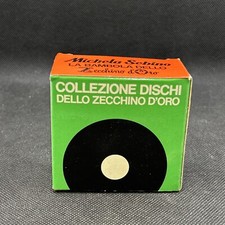 Michela Sebino
LA BAMBOLA DELLO
Zecchino d'Oro
COLLEZIONE DISCHI
DELLO ZECCHINO D'ORO